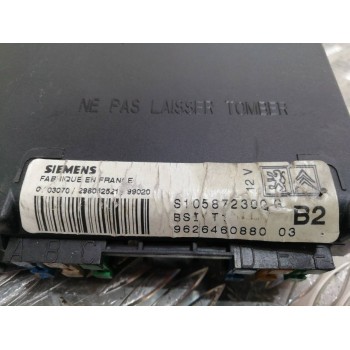 NE PAS LAISSER TOMBER
SIEMENS
FABRIQUE EN FRANCE
12 V
S105872300
BSI
B2
9626460880 03